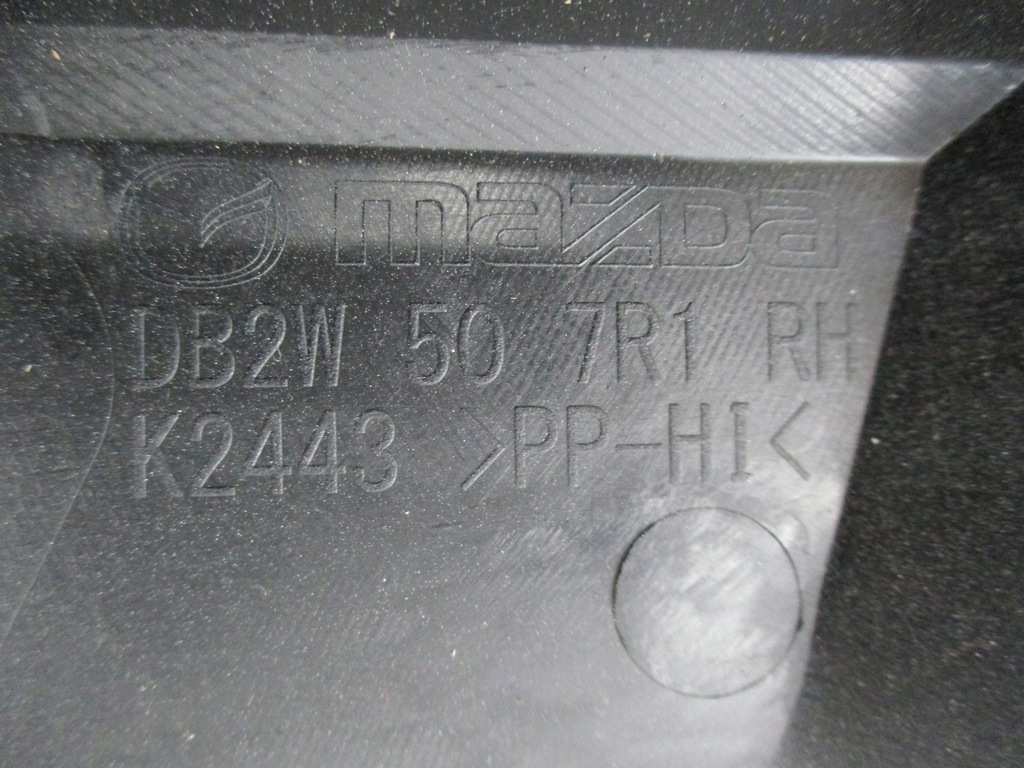 mazda
DB2W 50 7R1 RH
K2443 >PP-HI<